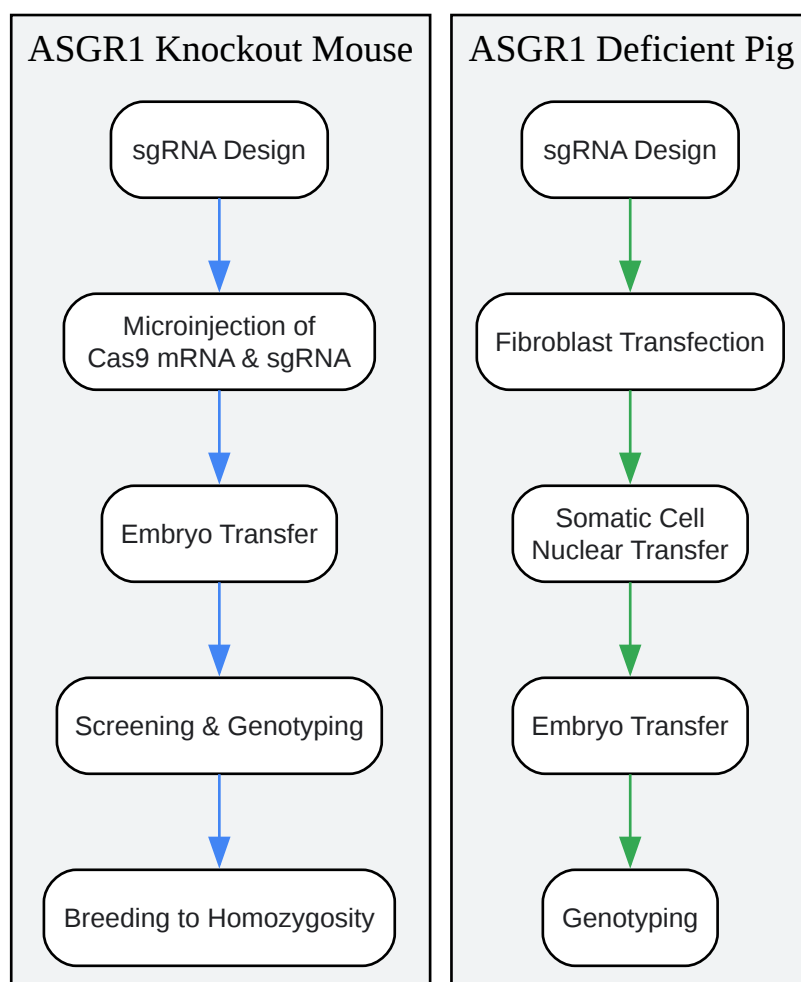 ASGR1 Knockout Mouse
sgRNA Design
Microinjection of
Cas9 mRNA & sgRNA
Embryo Transfer
Screening & Genotyping
Breeding to Homozygosity
ASGR1 Deficient Pig
sgRNA Design
Fibroblast Transfection
Somatic Cell
Nuclear Transfer
Embryo Transfer
Genotyping